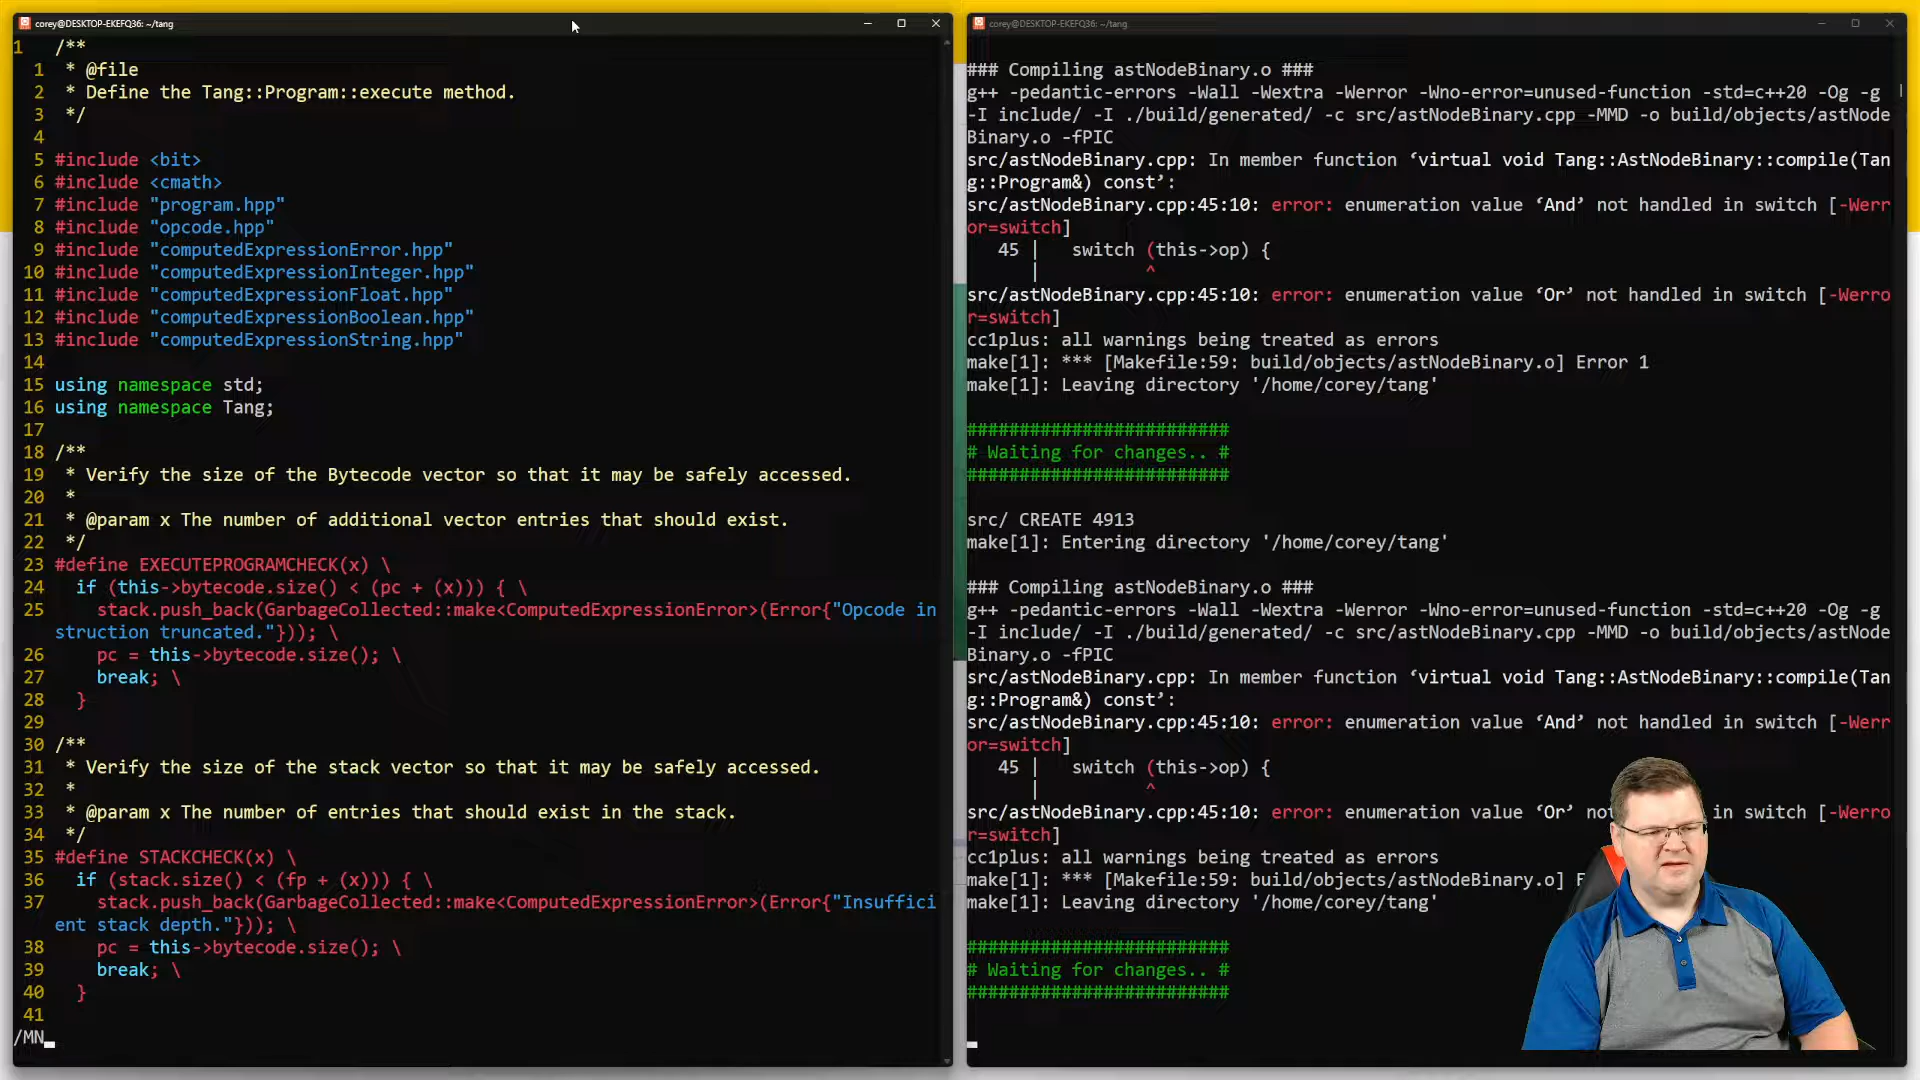 corey@DESKTOP-EKEFQ36: ~/tang
1 /**
1 * @file
2 * Define the Tang::Program::execute method.
3 */
4
5 #include <bit>
6 #include <cmath>
7 #include "program.hpp"
8 #include "opcode.hpp"
9 #include "computedExpressionError.hpp"
10 #include "computedExpressionInteger.hpp"
11 #include "computedExpressionFloat.hpp"
12 #include "computedExpressionBoolean.hpp"
13 #include "computedExpressionString.hpp"
14
15 using namespace std;
16 using namespace Tang;
17
18 /**
19 * Verify the size of the Bytecode vector so that it may be safely accessed.
20 *
21 * @param x The number of additional vector entries that should exist.
22 */
23 #define EXECUTEPROGRAMCHECK(x) \
24 if (this->bytecode.size() < (pc + (x))) { \
25 stack.push_back(GarbageCollected::make<ComputedExpressionError>(Error{"Opcode in
struction truncated."})); \
26 pc = this->bytecode.size(); \
27 break; \
28 }
29
30 /**
31 * Verify the size of the stack vector so that it may be safely accessed.
32 *
33 * @param x The number of entries that should exist in the stack.
34 */
35 #define STACKCHECK(x) \
36 if (stack.size() < (fp + (x))) { \
37 stack.push_back(GarbageCollected::make<ComputedExpressionError>(Error{"Insuffici
ent stack depth."})); \
38 pc = this->bytecode.size(); \
39 break; \
40 }
41
/MN
corey@DESKTOP-EKEFQ36: ~/tang
### Compiling astNodeBinary.o ###
g++ -pedantic-errors -Wall -Wextra -Werror -Wno-error=unused-function -std=c++20 -Og -g
-I include/ -I ./build/generated/ -c src/astNodeBinary.cpp -MMD -o build/objects/astNode
Binary.o -fPIC
src/astNodeBinary.cpp: In member function ‘virtual void Tang::AstNodeBinary::compile(Tan
g::Program&) const’:
src/astNodeBinary.cpp:45:10: error: enumeration value ‘And’ not handled in switch [-Werr
or=switch]
45 | switch (this->op) {
| ^
src/astNodeBinary.cpp:45:10: error: enumeration value ‘Or’ not handled in switch [-Werro
r=switch]
cc1plus: all warnings being treated as errors
make[1]: *** [Makefile:59: build/objects/astNodeBinary.o] Error 1
make[1]: Leaving directory '/home/corey/tang'
#########################
# Waiting for changes.. #
#########################
src/ CREATE 4913
make[1]: Entering directory '/home/corey/tang'
### Compiling astNodeBinary.o ###
g++ -pedantic-errors -Wall -Wextra -Werror -Wno-error=unused-function -std=c++20 -Og -g
-I include/ -I ./build/generated/ -c src/astNodeBinary.cpp -MMD -o build/objects/astNode
Binary.o -fPIC
src/astNodeBinary.cpp: In member function ‘virtual void Tang::AstNodeBinary::compile(Tan
g::Program&) const’:
src/astNodeBinary.cpp:45:10: error: enumeration value ‘And’ not handled in switch [-Werr
or=switch]
45 | switch (this->op) {
| ^
src/astNodeBinary.cpp:45:10: error: enumeration value ‘Or’ in switch [-Werro
r=switch]
cc1plus: all warnings being treated as errors
make[1]: *** [Makefile:59: build/objects/astNodeBinary.o]
make[1]: Leaving directory '/home/corey/tang'
#########################
# Waiting for changes.. #
#########################